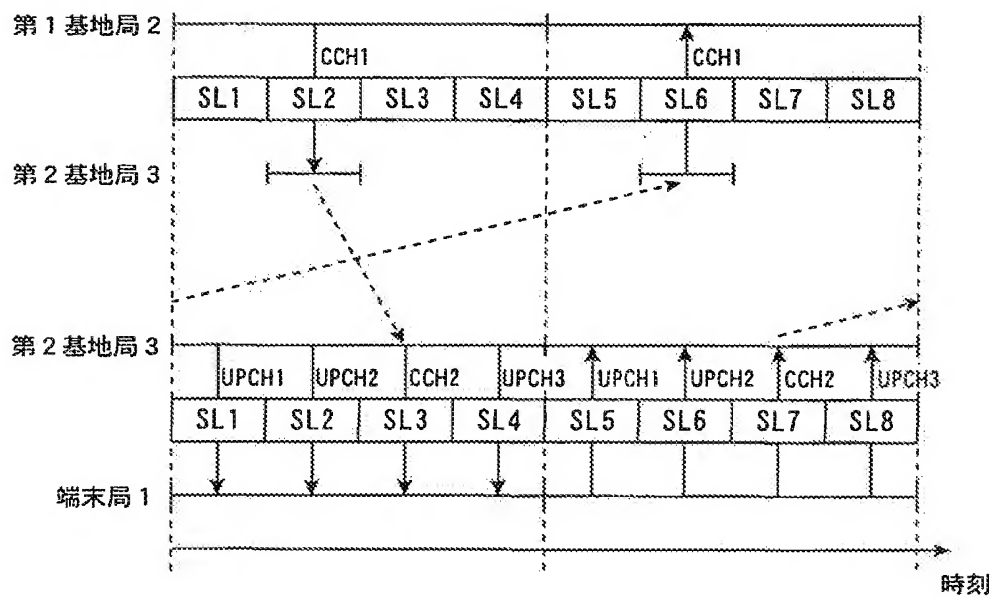 第1基地局2
CCH1 CCH1
SL1 SL2 SL3 SL4 SL5 SL6 SL7 SL8
第2基地局3
第2基地局3
UPCH1 UPCH2 CCH2 UPCH3 UPCH1 UPCH2 CCH2 UPCH3
SL1 SL2 SL3 SL4 SL5 SL6 SL7 SL8
端末局1
時刻